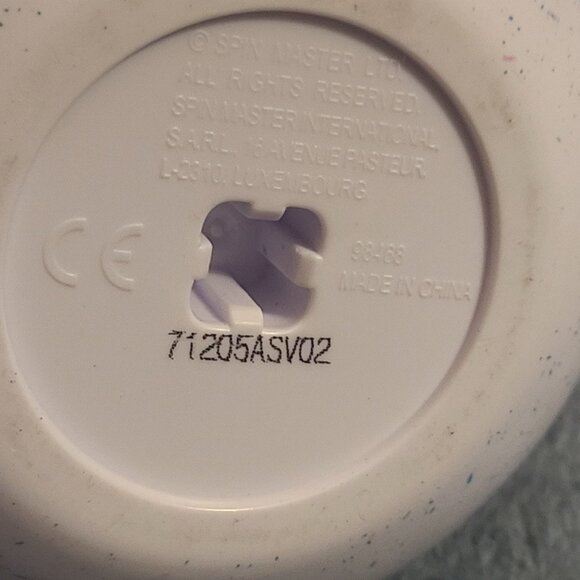 © SPIN MASTER LTD.
ALL RIGHTS RESERVED.
SPIN MASTER INTERNATIONAL,
S.A.R.L., 16 AVENUE PASTEUR,
L-2310, LUXEMBOURG
CE
98468
MADE IN CHINA
71205ASV02